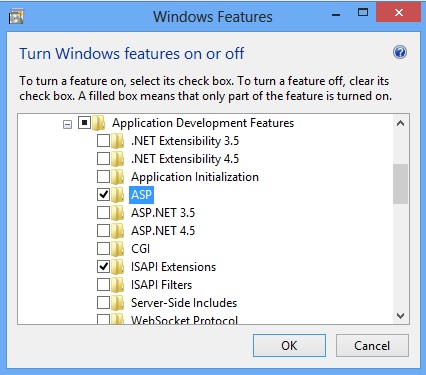 Windows Features
Turn Windows features on or off
To turn a feature on, select its check box. To turn a feature off, clear its
check box. A filled box means that only part of the feature is turned on.
Application Development Features
.NET Extensibility 3.5
.NET Extensibility 4.5
Application Initialization
ASP
ASP.NET 3.5
ASP.NET 4.5
CGI
ISAPI Extensions
ISAPI Filters
Server-Side Includes
WebSocket Protocol
OK
Cancel